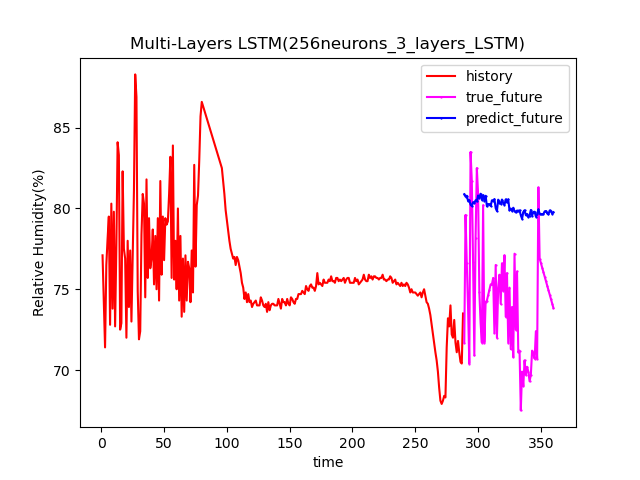 Multi-Layers LSTM(256neurons_3_layers_LSTM)
history
true_future
predict_future
Relative Humidity(%)
85
80
75
70
0
50
100
150
200
250
300
350
time